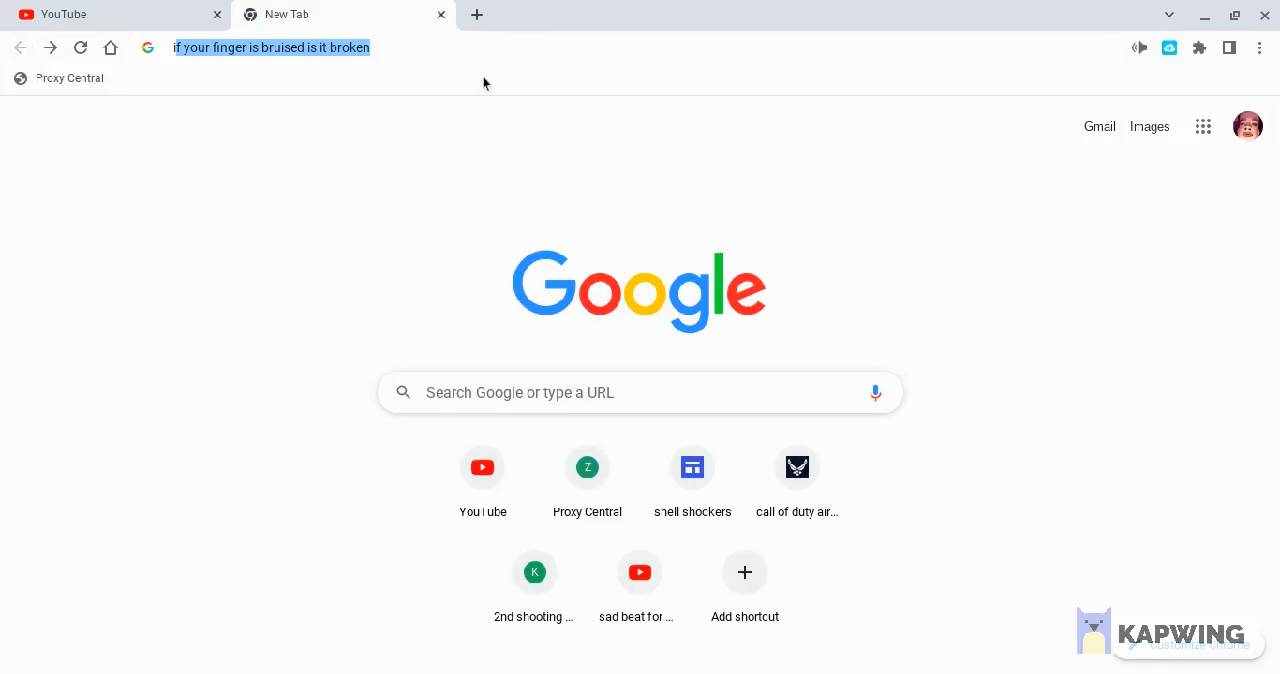 YouTube
New Tab
if your finger is bruised is it broken
Proxy Central
Gmail
Images
Google
Search Google or type a URL
Z
YouTube
Proxy Central
shell shockers
call of duty air...
K
2nd shooting ...
sad beat for ...
Add shortcut
KAPWING
Customize Chrome